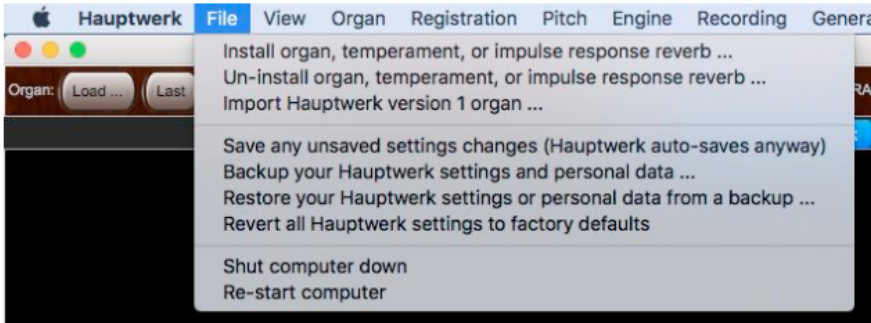 Hauptwerk File View Organ Registration Pitch Engine Recording Genera
Install organ, temperament, or impulse response reverb ...
Un-install organ, temperament, or impulse response reverb ...
Import Hauptwerk version 1 organ ...
Save any unsaved settings changes (Hauptwerk auto-saves anyway)
Backup your Hauptwerk settings and personal data ...
Restore your Hauptwerk settings or personal data from a backup ...
Revert all Hauptwerk settings to factory defaults
Shut computer down
Re-start computer
Organ: Load ... Last
RA